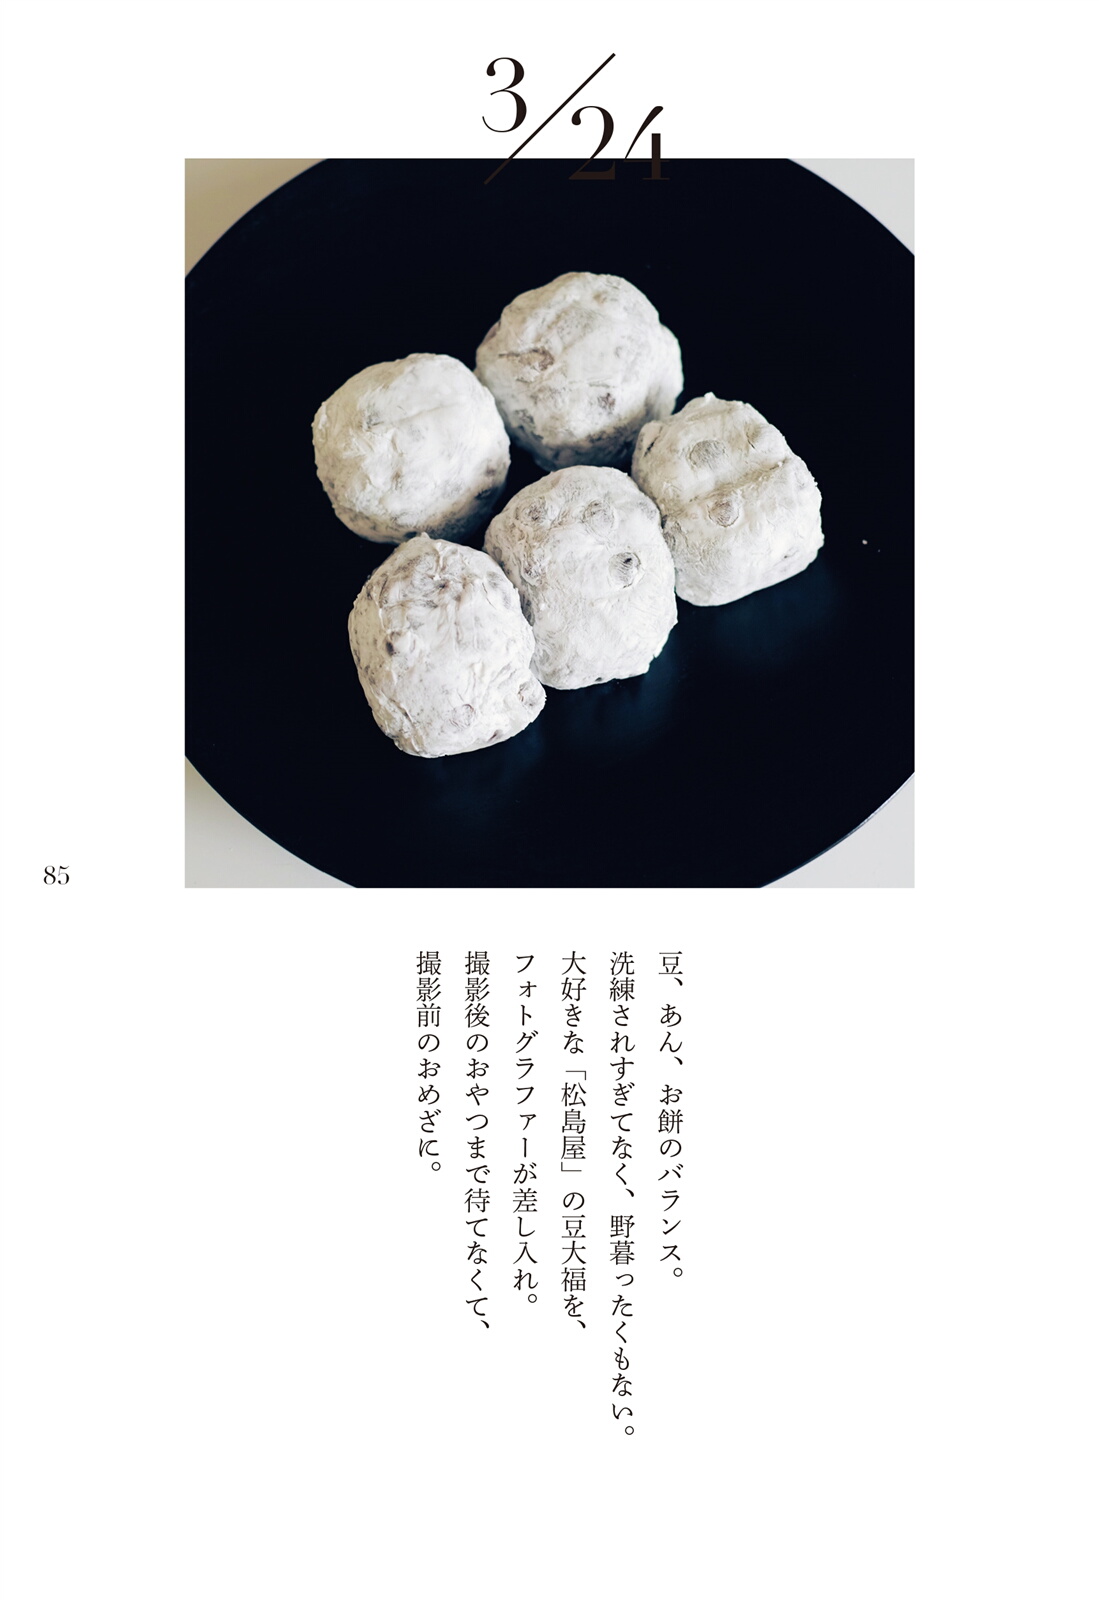 3/24
豆、あん、お餅のバランス。
洗練されすぎてなく、野暮ったくもない。
大好きな「松島屋」の豆大福を、
フォトグラファーが差し入れ。
撮影後のおやつまで待てなくて、
撮影前のおめざに。
85